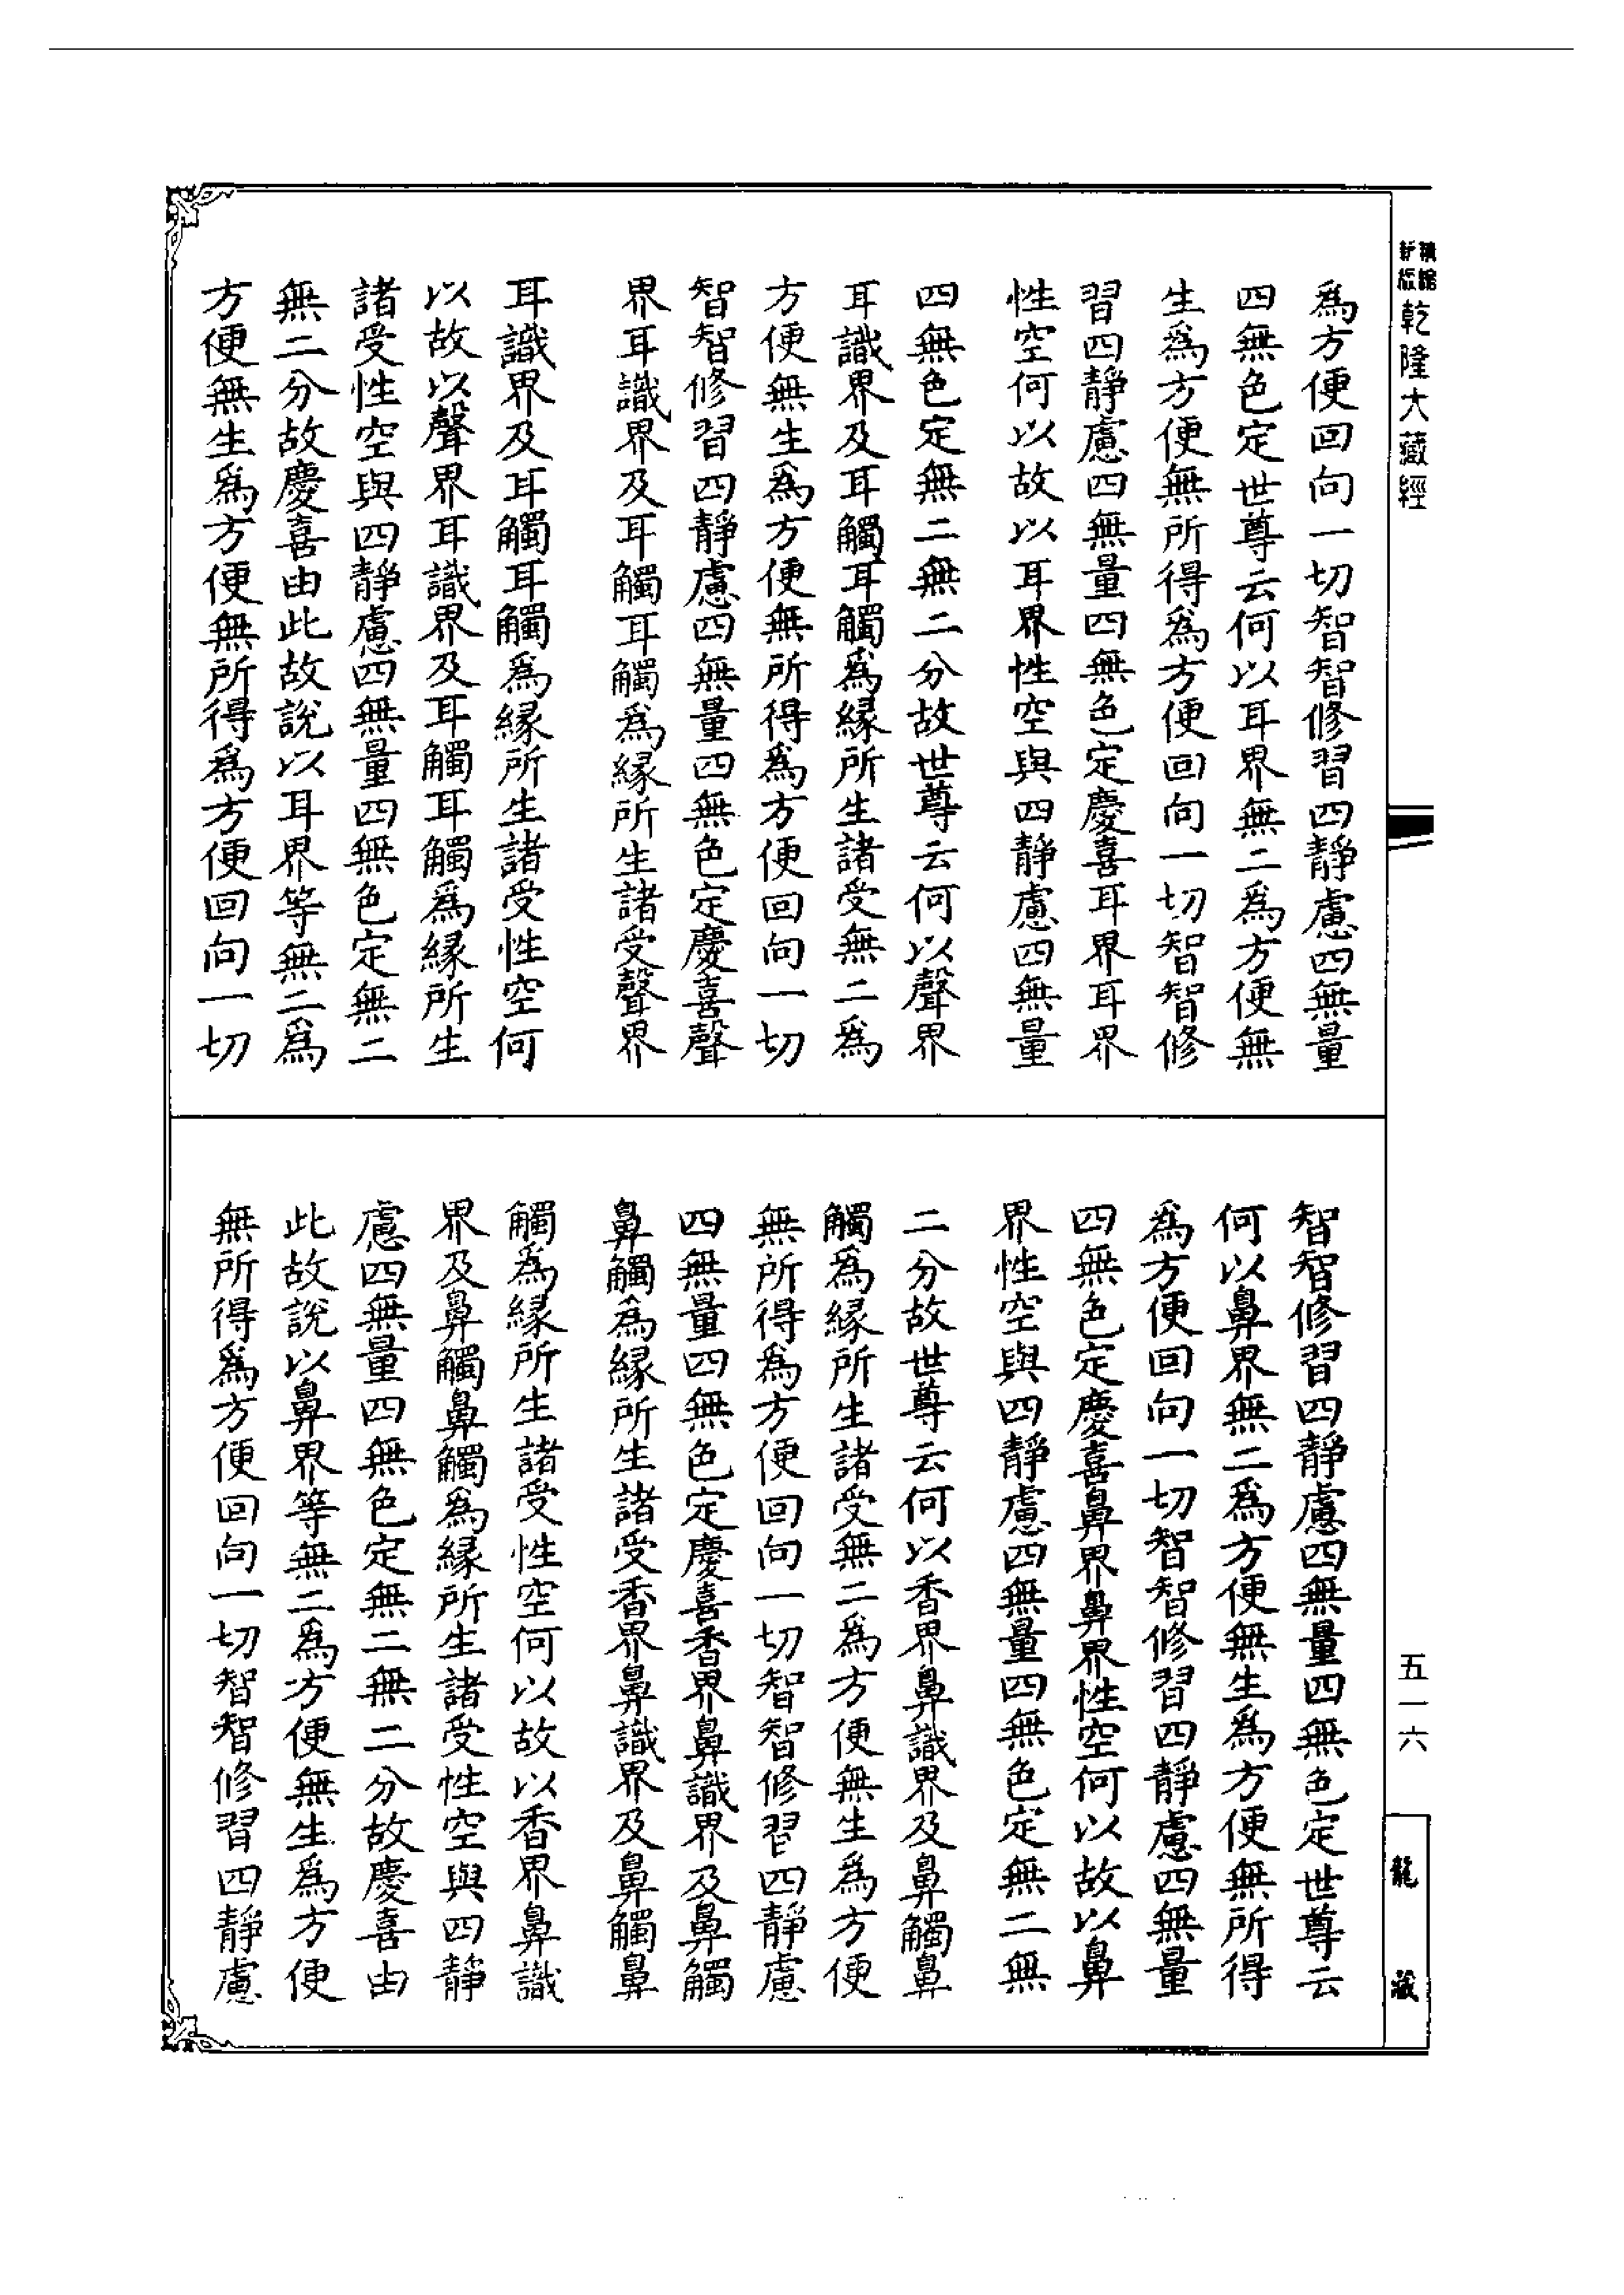 乾隆大藏經
爲方便回向一切智智修習四靜慮四無量
四無色定世尊云何以耳界無二爲方便無
生爲方便無所得爲方便回向一切智智修
習四靜慮四無量四無色定慶喜耳界耳界
性空何以故以耳界性空與四靜慮四無量
四無色定無二無二分故世尊云何以聲界
耳識界及耳觸耳觸爲緣所生諸受無二爲
方便無生爲方便無所得爲方便回向一切
智智修習四靜慮四無量四無色定慶喜聲
界耳識界及耳觸耳觸爲緣所生諸受聲界
耳識界及耳觸耳觸爲緣所生諸受性空何
以故以聲界耳識界及耳觸耳觸爲緣所生
諸受性空與四靜慮四無量四無色定無二
無二分故慶喜由此故說以耳界等無二爲
方便無生爲方便無所得爲方便回向一切
智智修習四靜慮四無量四無色定世尊云
何以鼻界無二爲方便無生爲方便無所得
爲方便回向一切智智修習四靜慮四無量
四無色定慶喜鼻界鼻界性空何以故以鼻
界性空與四靜慮四無量四無色定無二無
二分故世尊云何以香界鼻識界及鼻觸鼻
觸爲緣所生諸受無二爲方便無生爲方便
無所得爲方便回向一切智智修習四靜慮
四無量四無色定慶喜香界鼻識界及鼻觸
鼻觸爲緣所生諸受香界鼻識界及鼻觸鼻
觸爲緣所生諸受性空何以故以香界鼻識
界及鼻觸鼻觸爲緣所生諸受性空與四靜
慮四無量四無色定無二無二分故慶喜由
此故說以鼻界等無二爲方便無生爲方便
無所得爲方便回向一切智智修習四靜慮
五一六
龍藏